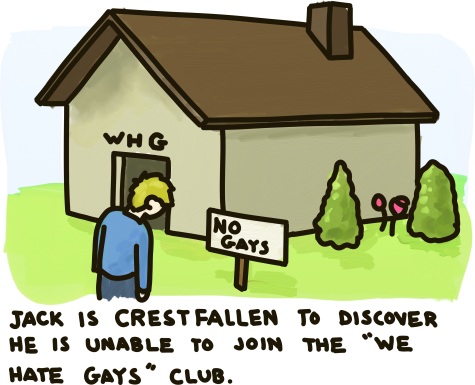 WHG
NO
GAYS
JACK IS CRESTFALLEN TO DISCOVER
HE IS UNABLE TO JOIN THE "WE
HATE GAYS" CLUB.